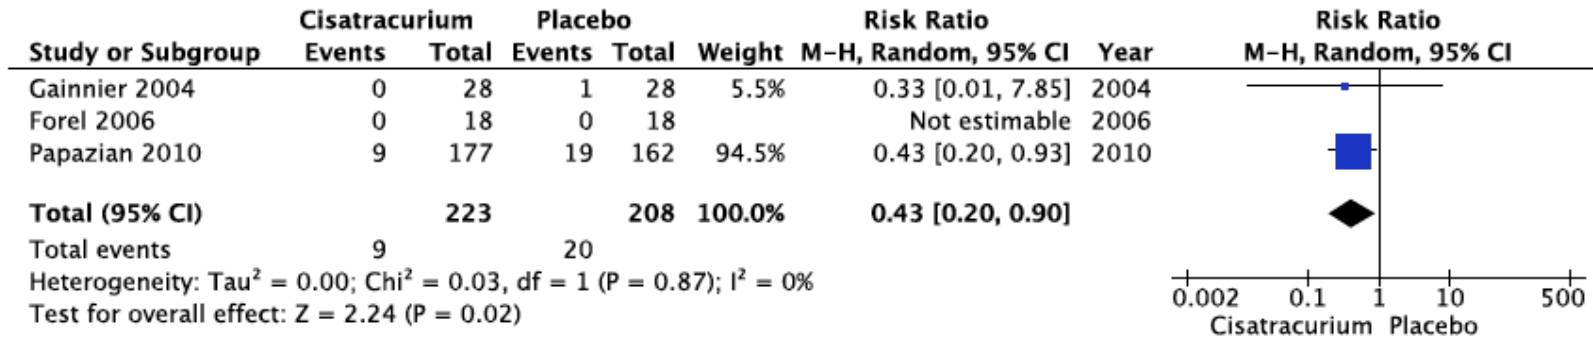 Cisatracurium Placebo Risk Ratio Risk Ratio
Study or Subgroup Events Total Events Total Weight M-H, Random, 95% CI Year M-H, Random, 95% CI
Gainnier 2004 0 28 1 28 5.5% 0.33 [0.01, 7.85] 2004
Forel 2006 0 18 0 18 Not estimable 2006
Papazian 2010 9 177 19 162 94.5% 0.43 [0.20, 0.93] 2010
Total (95% CI) 223 208 100.0% 0.43 [0.20, 0.90]
Total events 9 20
Heterogeneity: Tau² = 0.00; Chi² = 0.03, df = 1 (P = 0.87); I² = 0%
Test for overall effect: Z = 2.24 (P = 0.02)
0.002 0.1 1 10 500
Cisatracurium Placebo